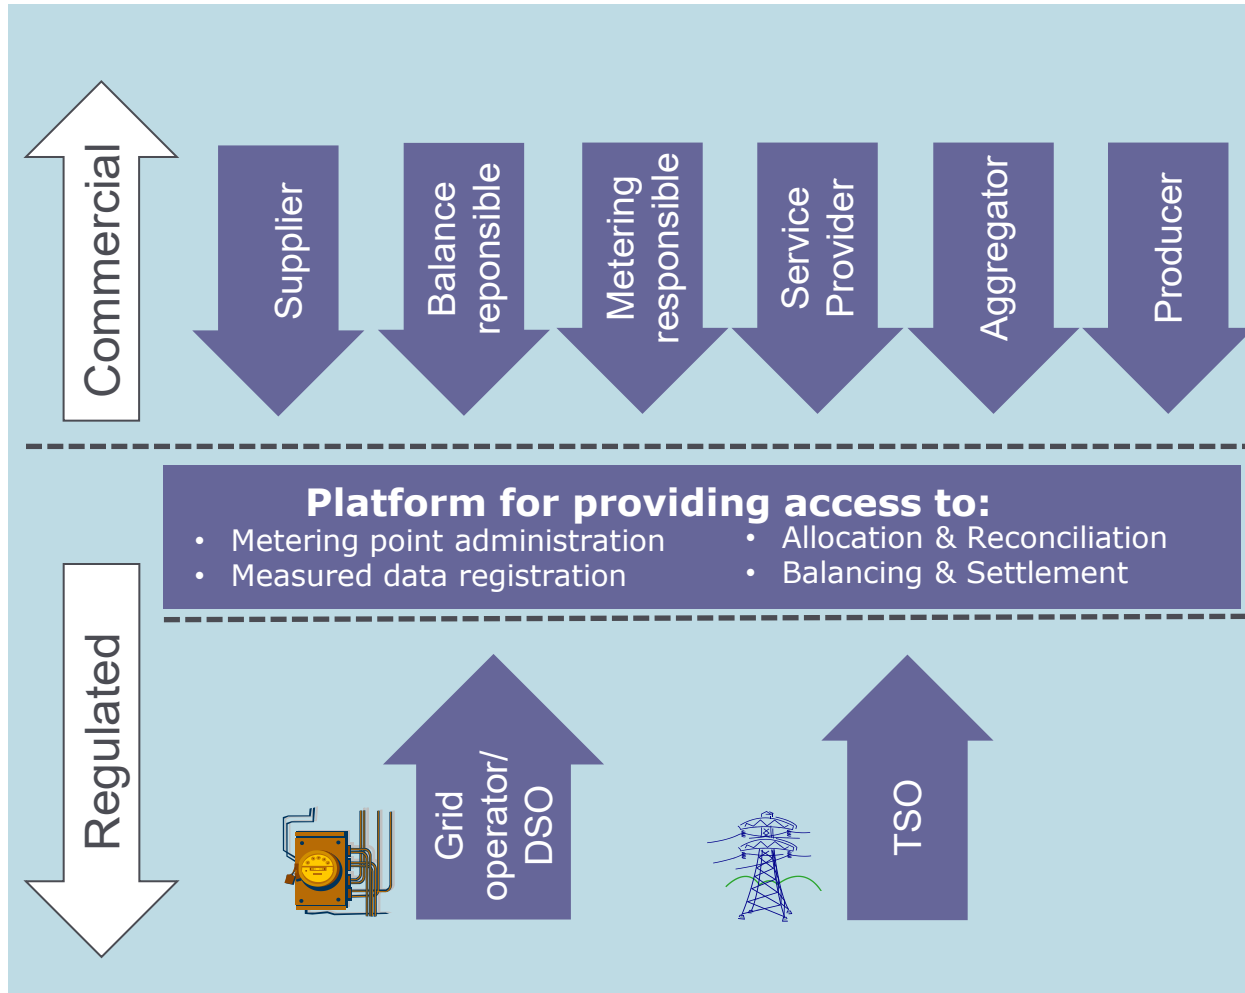 Commercial
Supplier
Balance
reponsible
Metering
responsible
Service
Provider
Aggregator
Producer
Platform for providing access to:
• Metering point administration
• Measured data registration
• Allocation & Reconciliation
• Balancing & Settlement
Regulated
Grid
operator/
DSO
TSO